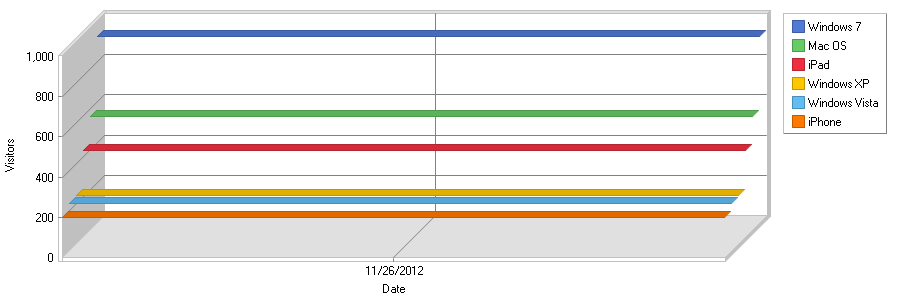 1,000
800
600
400
200
0
Visitors
11/26/2012
Date
Windows 7
Mac OS
iPad
Windows XP
Windows Vista
iPhone